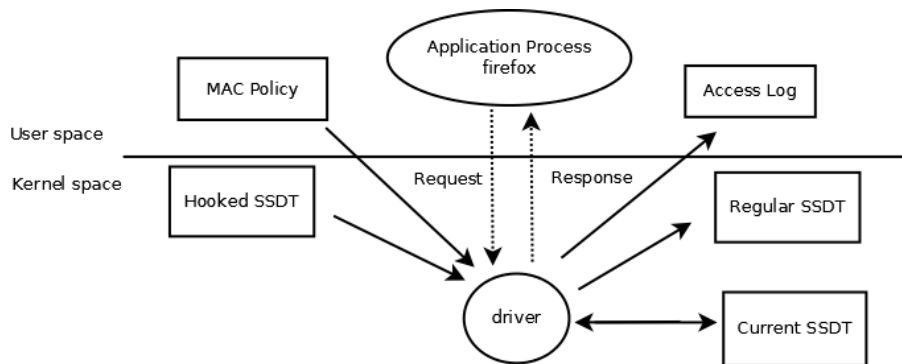 Application Process
firefox
MAC Policy
Access Log
User space
Kernel space
Request
Response
Hooked SSDT
Regular SSDT
driver
Current SSDT